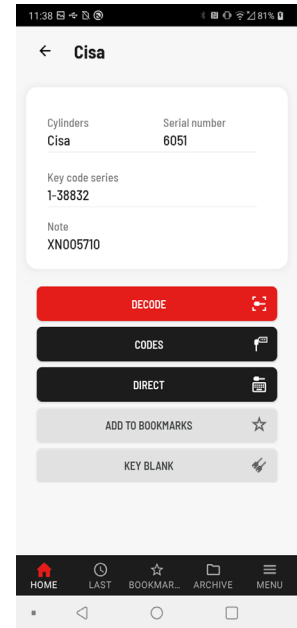 11:38 81%
Cisa
Cylinders Serial number
Cisa 6051
Key code series
1-38832
Note
XN005710
DECODE
CODES
DIRECT
ADD TO BOOKMARKS
KEY BLANK
HOME LAST BOOKMAR... ARCHIVE MENU